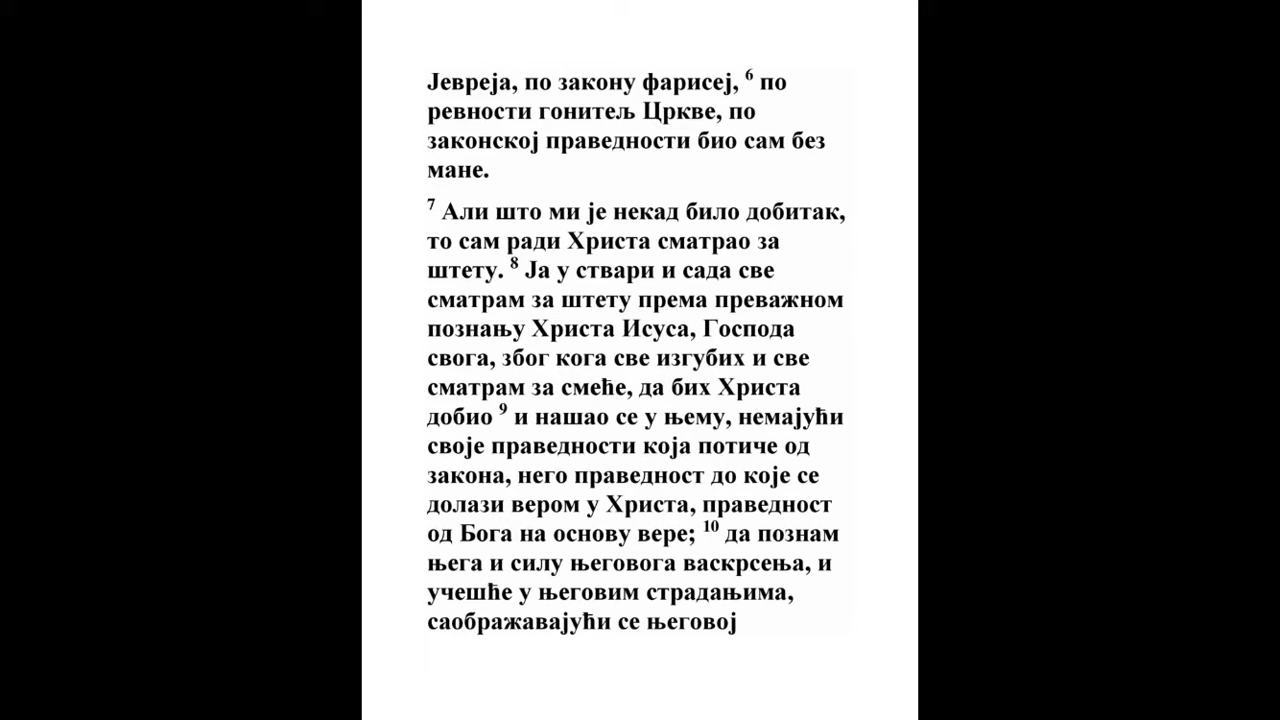 Јевреја, по закону фарисеј, ⁶ по
ревности гонитељ Цркве, по
законској праведности био сам без
мане.
⁷ Али што ми је некад било добитак,
то сам ради Христа сматрао за
штету. ⁸ Ја у ствари и сада све
сматрам за штету према преважном
познању Христа Исуса, Господа
свога, због кога све изгубих и све
сматрам за смеће, да бих Христа
добио ⁹ и нашао се у њему, немајући
своје праведности која потиче од
закона, него праведност до које се
долази вером у Христа, праведност
од Бога на основу вере; ¹⁰ да познам
њега и силу његовога васкрсења, и
учешће у његовим страдањима,
саображавајући се његовој